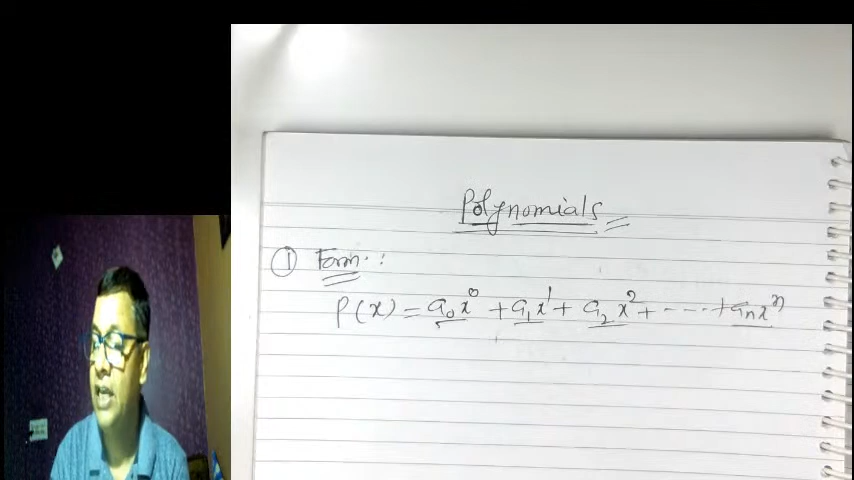 Polynomials
① Form :
P(x) = a₀x⁰ + a₁x¹ + a₂x² + ---- + aₙxⁿ